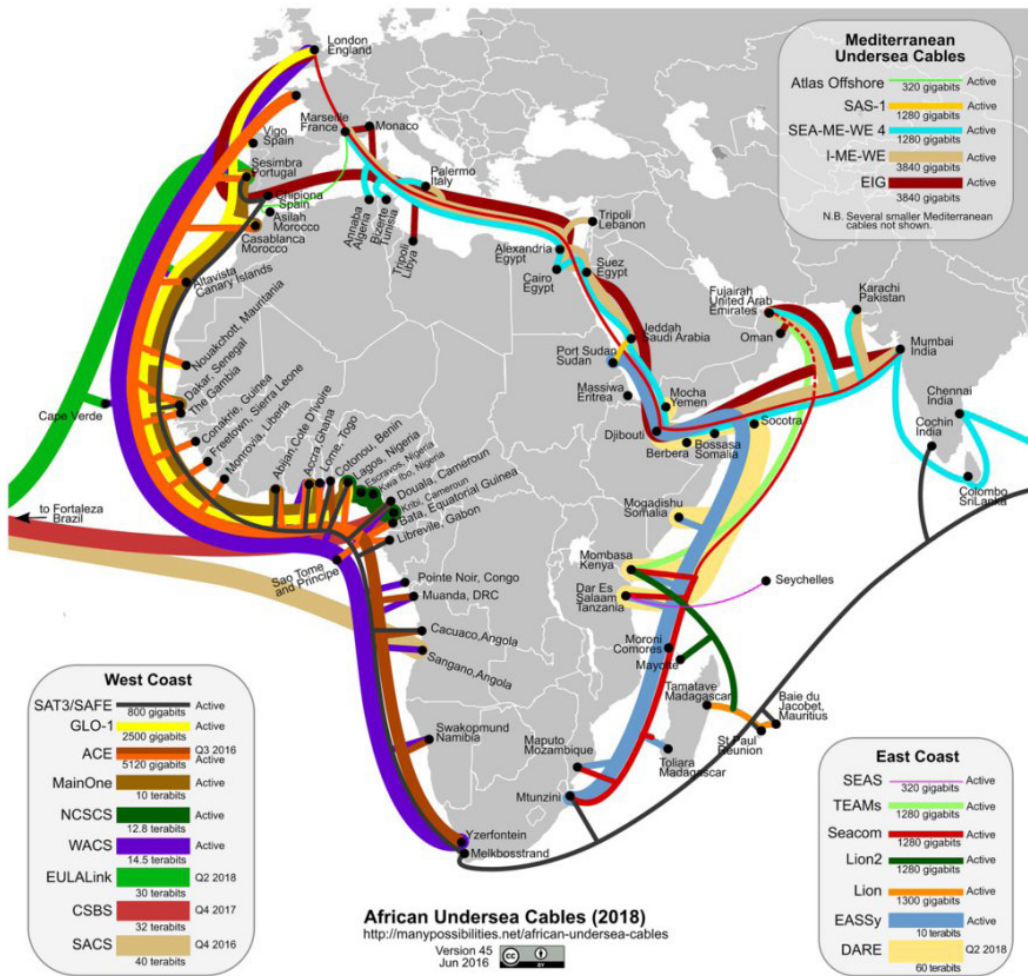 London
England
Marseille
France
Monaco
Vigo
Spain
Sesimbra
Portugal
Chipiona
Spain
Asilah
Morocco
Casablanca
Morocco
Palermo
Italy
Annaba
Algeria
Bizerte
Tunisia
Tripoli
Libya
Tripoli
Lebanon
Alexandria
Egypt
Cairo
Egypt
Suez
Egypt
Altavista
Canary Islands
Nouakchott, Mauritania
Dakar, Senegal
The Gambia
Cape Verde
Conakrie, Guinea
Freetown, Sierra Leone
Monrovia, Liberia
Abijan,Cote D'Ivoire
Accra,Ghana
Lome, Togo
Cotonou, Benin
Lagos, Nigeria
Escravos, Nigeria
Kwa Ibo, Nigeria
Douala, Cameroun
Kribi, Cameroun
Bata, Equatorial Guinea
Libreville, Gabon
to Fortaleza
Brazil
Sao Tome
and Principe
Pointe Noir, Congo
Muanda, DRC
Cacuaco,Angola
Sangano,Angola
Swakopmund
Namibia
Yzerfontein
Melkbosstrand
Jeddah
Saudi Arabia
Port Sudan
Sudan
Massiwa
Eritrea
Mocha
Yemen
Djibouti
Berbera
Bossasa
Somalia
Socotra
Fujairah
United Arab
Emirates
Oman
Karachi
Pakistan
Mumbai
India
Chennai
India
Cochin
India
Colombo
SriLanka
Mogadishu
Somalia
Mombasa
Kenya
Dar Es
Salaam
Tanzania
Seychelles
Moroni
Comores
Mayotte
Tamatave
Madagascar
Baie du
Jacobet,
Mauritius
St Paul
Reunion
Toliara
Madagascar
Maputo
Mozambique
Mtunzini
Mediterranean
Undersea Cables
Atlas Offshore Active
320 gigabits
SAS-1 Active
1280 gigabits
SEA-ME-WE 4 Active
1280 gigabits
I-ME-WE Active
3840 gigabits
EIG Active
3840 gigabits
N.B. Several smaller Mediterranean
cables not shown.
West Coast
SAT3/SAFE Active
800 gigabits
GLO-1 Active
2500 gigabits
ACE Q3 2016
5120 gigabits Active
MainOne Active
10 terabits
NCSCS Active
12.8 terabits
WACS Active
14.5 terabits
EULALink Q2 2018
30 terabits
CSBS Q4 2017
32 terabits
SACS Q4 2016
40 terabits
East Coast
SEAS Active
320 gigabits
TEAMs Active
1280 gigabits
Seacom Active
1280 gigabits
Lion2 Active
1280 gigabits
Lion Active
1300 gigabits
EASSy Active
10 terabits
DARE Q2 2018
60 terabits
African Undersea Cables (2018)
http://manypossibilities.net/african-undersea-cables
Version 45
Jun 2016
cc
BY